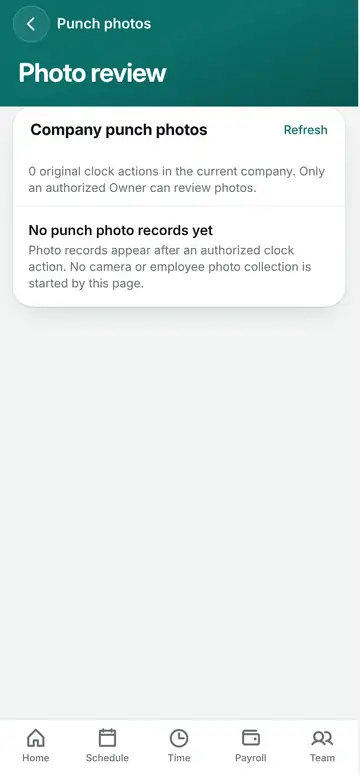 Punch photos
Photo review
Company punch photos
Refresh
0 original clock actions in the current company. Only
an authorized Owner can review photos.
No punch photo records yet
Photo records appear after an authorized clock
action. No camera or employee photo collection is
started by this page.
Home
Schedule
Time
Payroll
Team